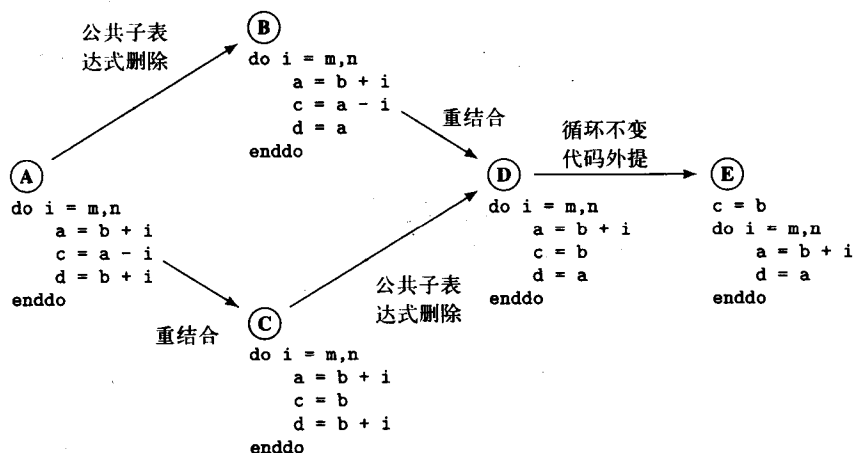 公共子表
达式删除
B
do i = m,n
a = b + i
c = a - i
d = a
enddo
重结合
循环不变
代码外提
A
do i = m,n
a = b + i
c = a - i
d = b + i
enddo
D
do i = m,n
a = b + i
c = b
d = a
enddo
E
c = b
do i = m,n
a = b + i
d = a
enddo
重结合
公共子表
达式删除
C
do i = m,n
a = b + i
c = b
d = b + i
enddo